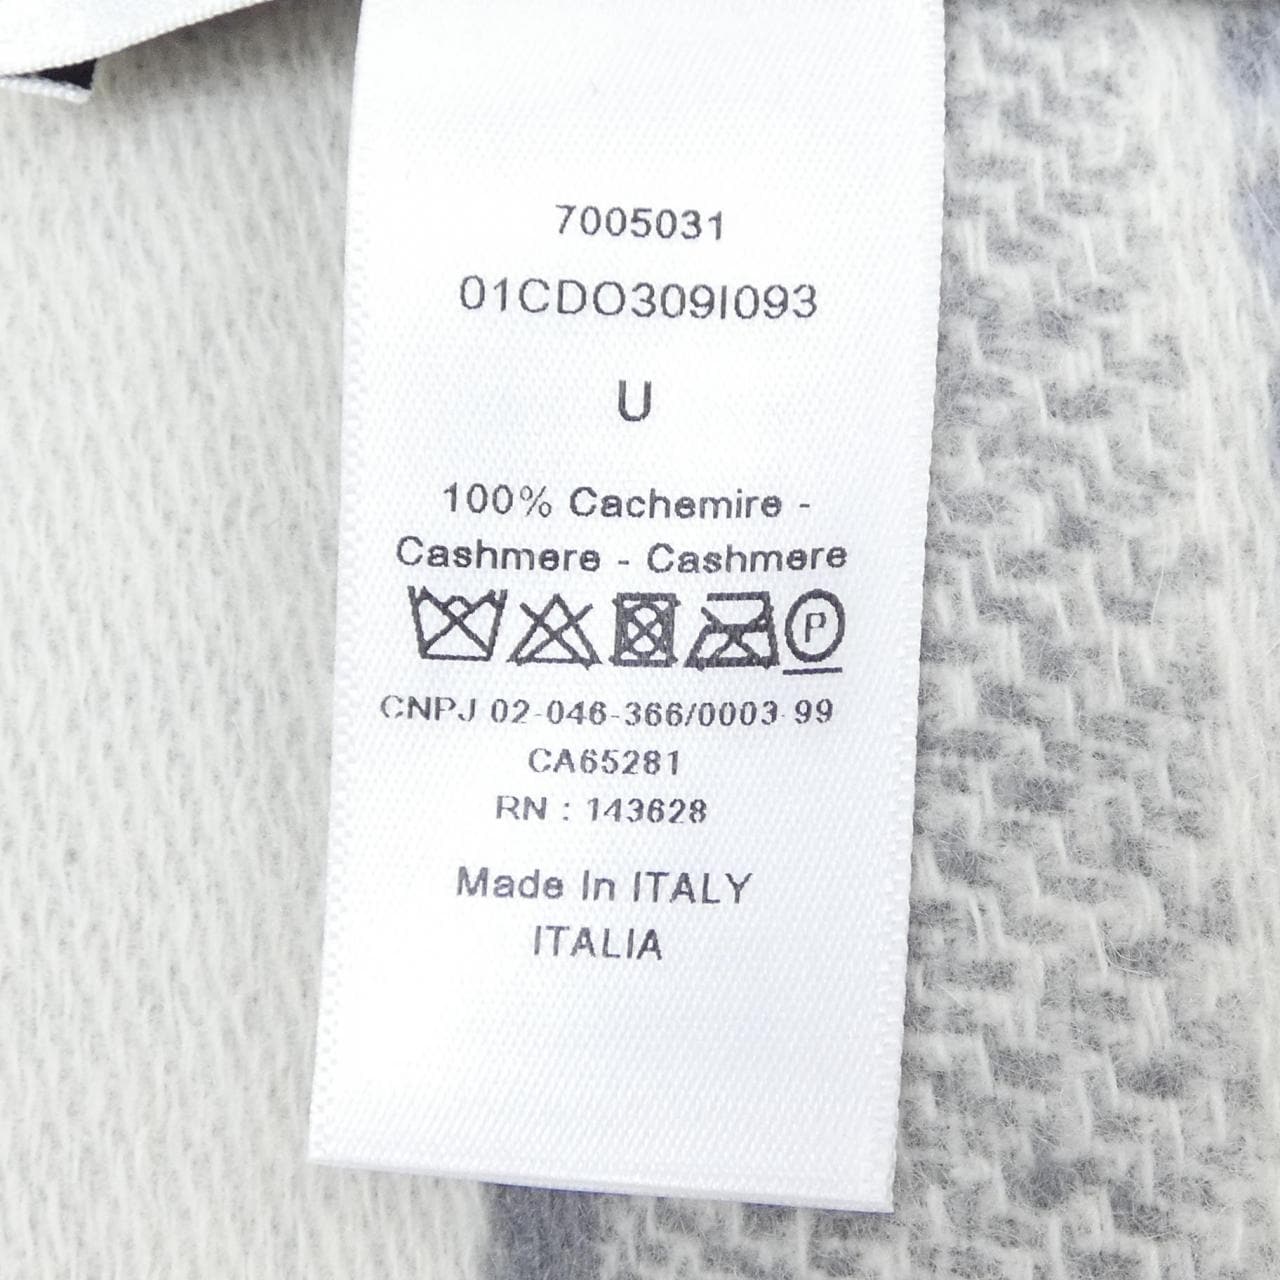 7005031
01CDO309I093
U
100% Cachemire -
Cashmere - Cashmere
P
CNPJ 02-046-366/0003-99
CA65281
RN : 143628
Made In ITALY
ITALIA